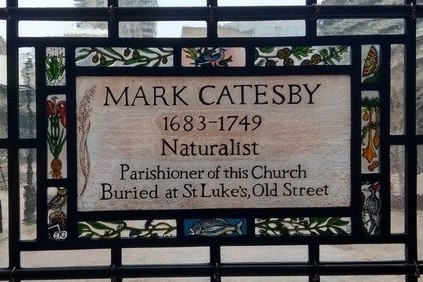 MARK CATESBY
1683-1749
Naturalist
Parishioner of this Church
Buried at St Luke's, Old Street